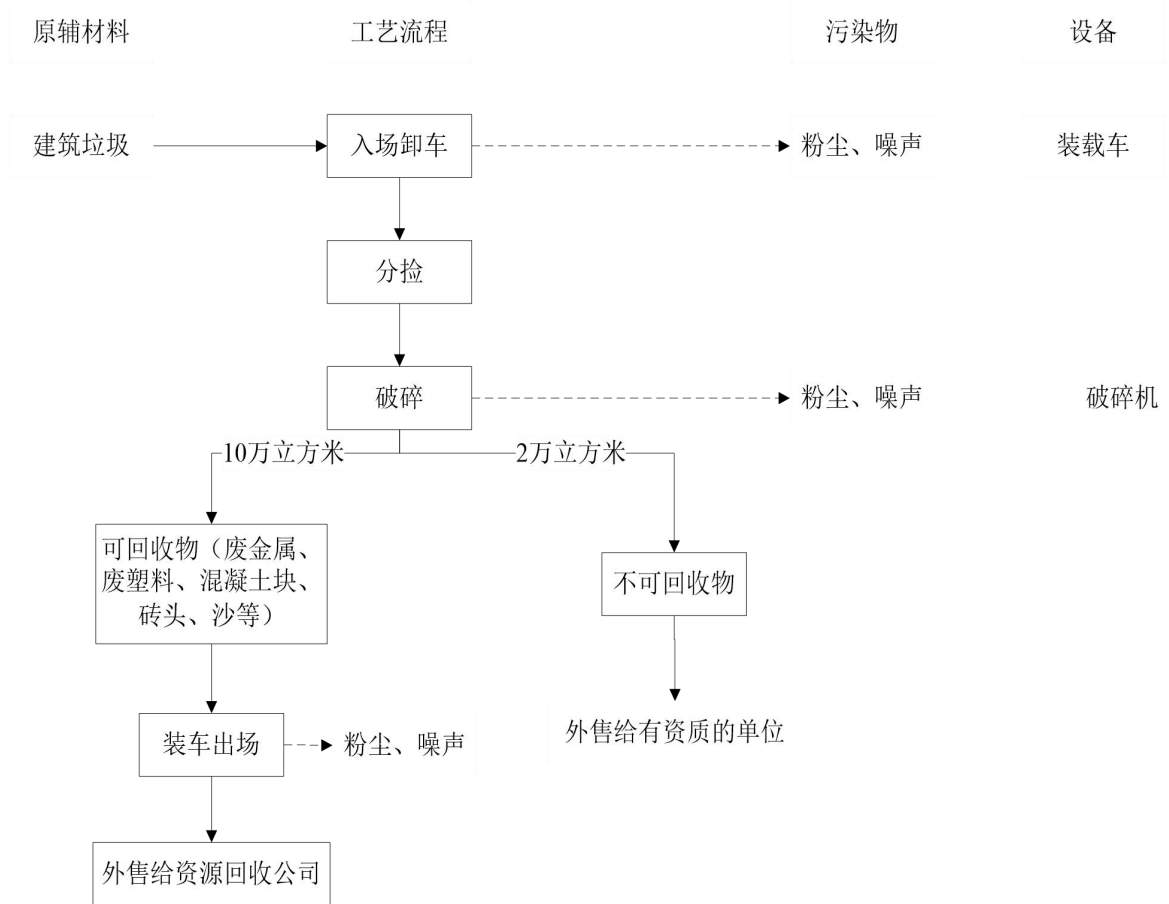 原辅材料
工艺流程
污染物
设备
建筑垃圾
入场卸车
粉尘、噪声
装载车
分捡
破碎
粉尘、噪声
破碎机
10万立方米
2万立方米
可回收物（废金属、
废塑料、混凝土块、
砖头、沙等）
不可回收物
装车出场
粉尘、噪声
外售给有资质的单位
外售给资源回收公司